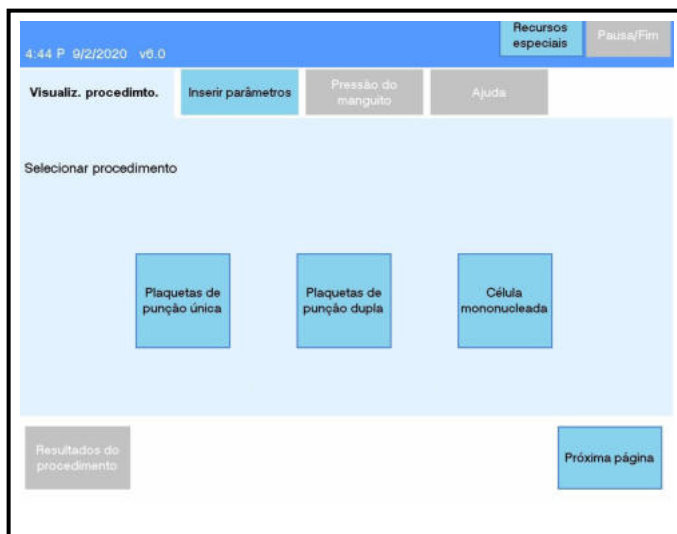 Recursos
especiais
Pausa/Fim
4:44 P 9/2/2020 v6.0
Visualiz. procedimto.
Inserir parâmetros
Pressão do
manguito
Ajuda
Selecionar procedimento
Plaquetas de
punção única
Plaquetas de
punção dupla
Célula
mononucleada
Resultados do
procedimento
Próxima página